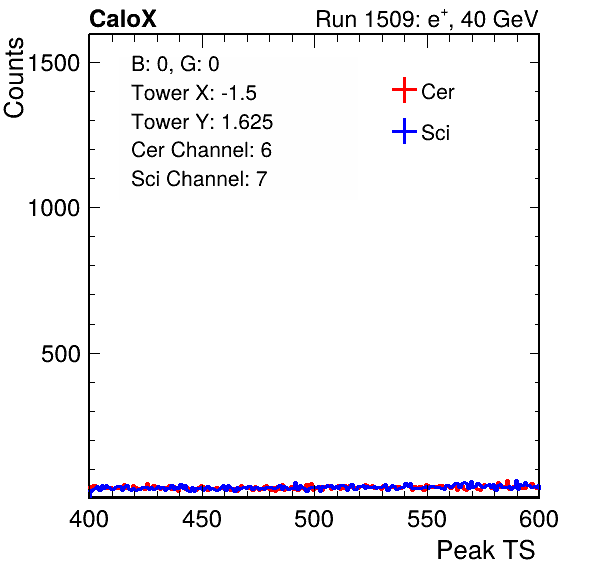 CaloX Run 1509: e⁺, 40 GeV
Counts
B: 0, G: 0
Tower X: -1.5
Tower Y: 1.625
Cer Channel: 6
Sci Channel: 7
Cer
Sci
1500
1000
500
400 450 500 550 600
Peak TS